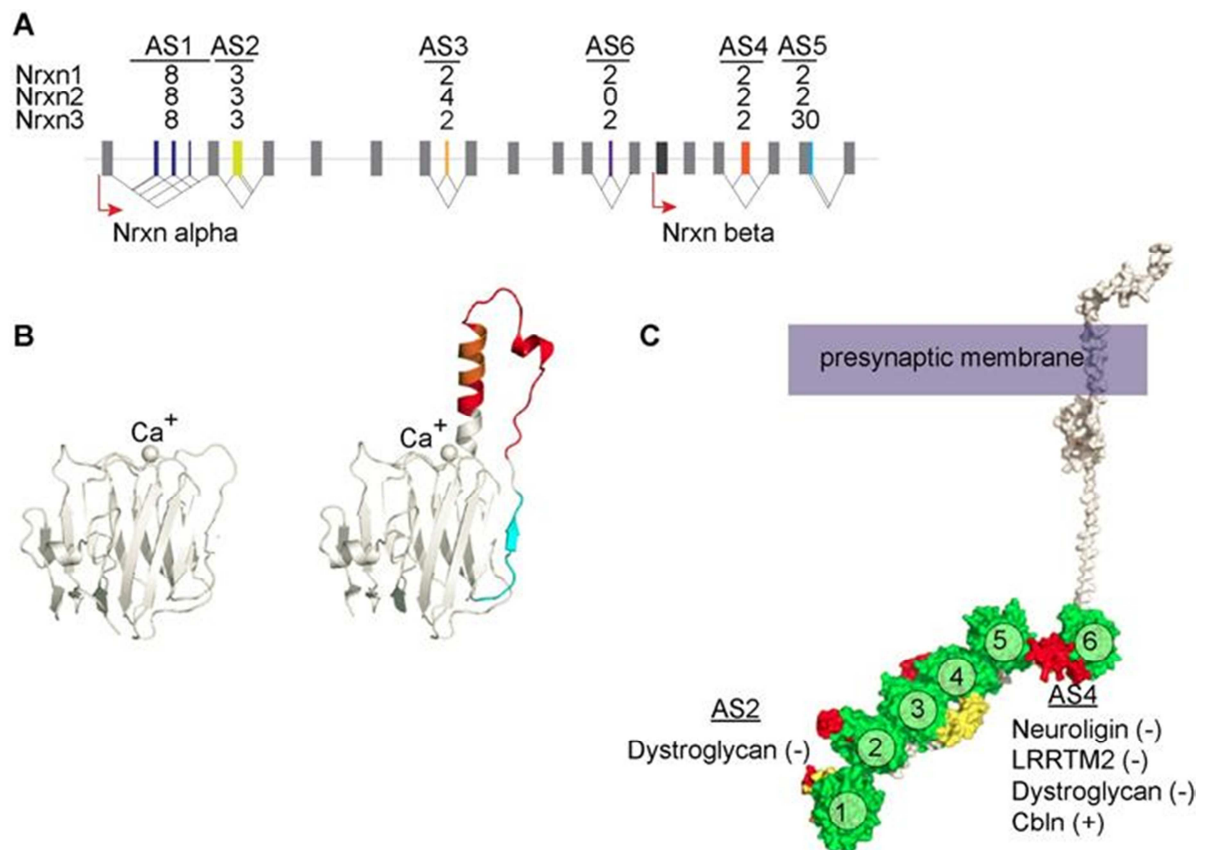 A
AS1 AS2 AS3 AS6 AS4 AS5
Nrxn1 8 3 2 2 2 2
Nrxn2 8 3 4 0 2 2
Nrxn3 8 3 2 2 2 30
Nrxn alpha Nrxn beta
B
Ca+
Ca+
C
presynaptic membrane
1
2
3
4
5
6
AS2
Dystroglycan (-)
AS4
Neuroligin (-)
LRRTM2 (-)
Dystroglycan (-)
Cbln (+)